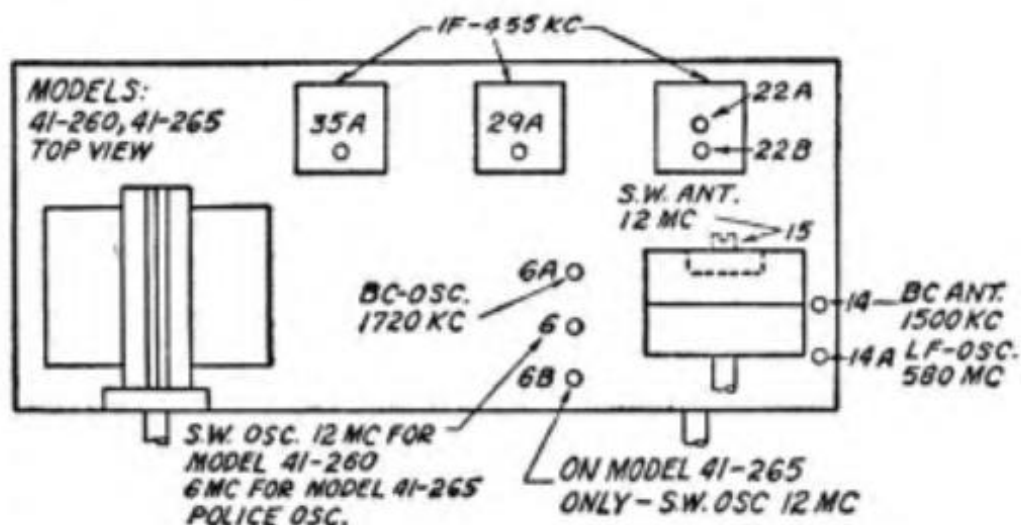 IF-455 KC
MODELS:
41-260, 41-265
TOP VIEW
35A
29A
22A
22B
S.W. ANT.
12 MC
15
6A
BC-OSC.
1720 KC
6
6B
14
BC ANT.
1500 KC
14A
LF-OSC.
580 MC
S.W. OSC. 12 MC FOR
MODEL 41-260
6 MC FOR MODEL 41-265
POLICE OSC.
ON MODEL 41-265
ONLY - S.W. OSC 12 MC